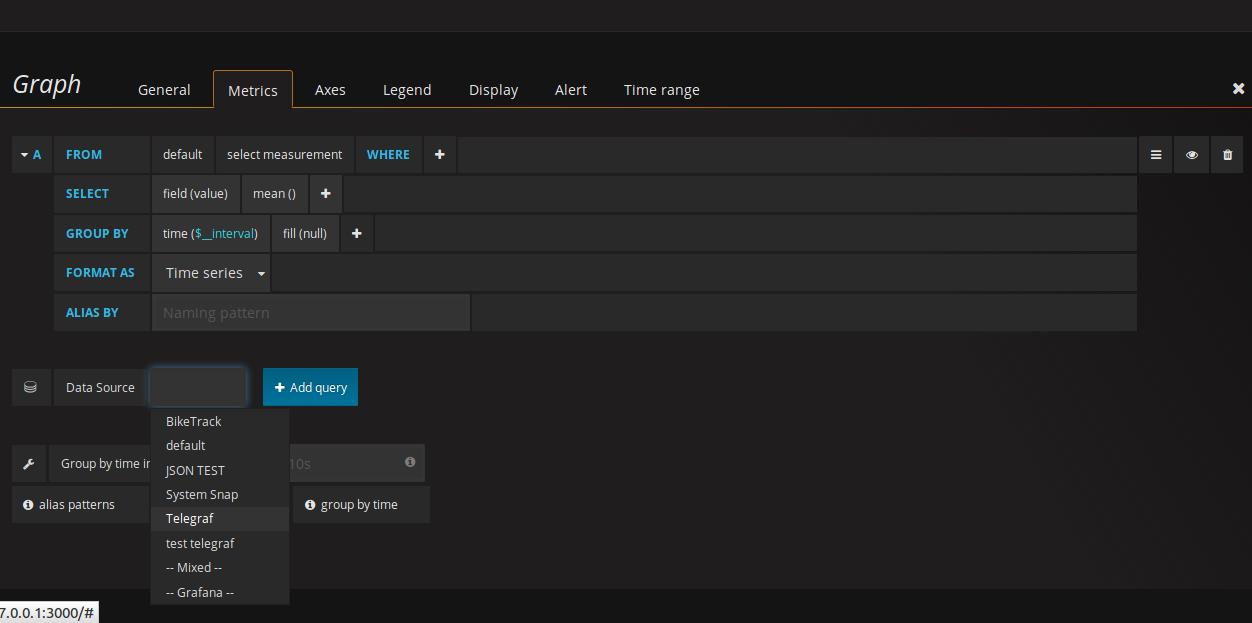 Graph General Metrics Axes Legend Display Alert Time range
A FROM default select measurement WHERE +
SELECT field (value) mean () +
GROUP BY time ($__interval) fill (null) +
FORMAT AS Time series
ALIAS BY Naming pattern
Data Source + Add query
BikeTrack
default
Group by time in 10s
JSON TEST
System Snap
alias patterns group by time
Telegraf
test telegraf
-- Mixed --
-- Grafana --
7.0.0.1:3000/#